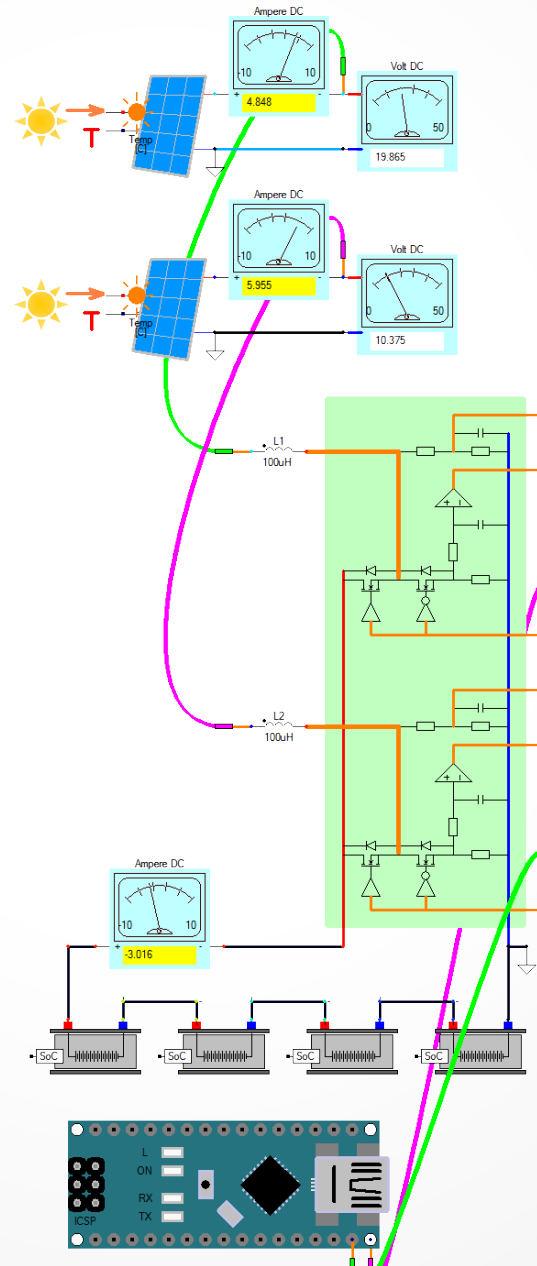 Ampere DC
-10 10
+ -
4.848
Volt DC
0 50
19.865
T
Temp
[C]
Ampere DC
-10 10
+ -
5.955
Volt DC
0 50
10.375
T
Temp
[C]
L1
100uH
+ -
L2
100uH
+ -
Ampere DC
-10 10
+ -
-3.016
SoC
SoC
SoC
SoC
L
ON
RX
TX
ICSP